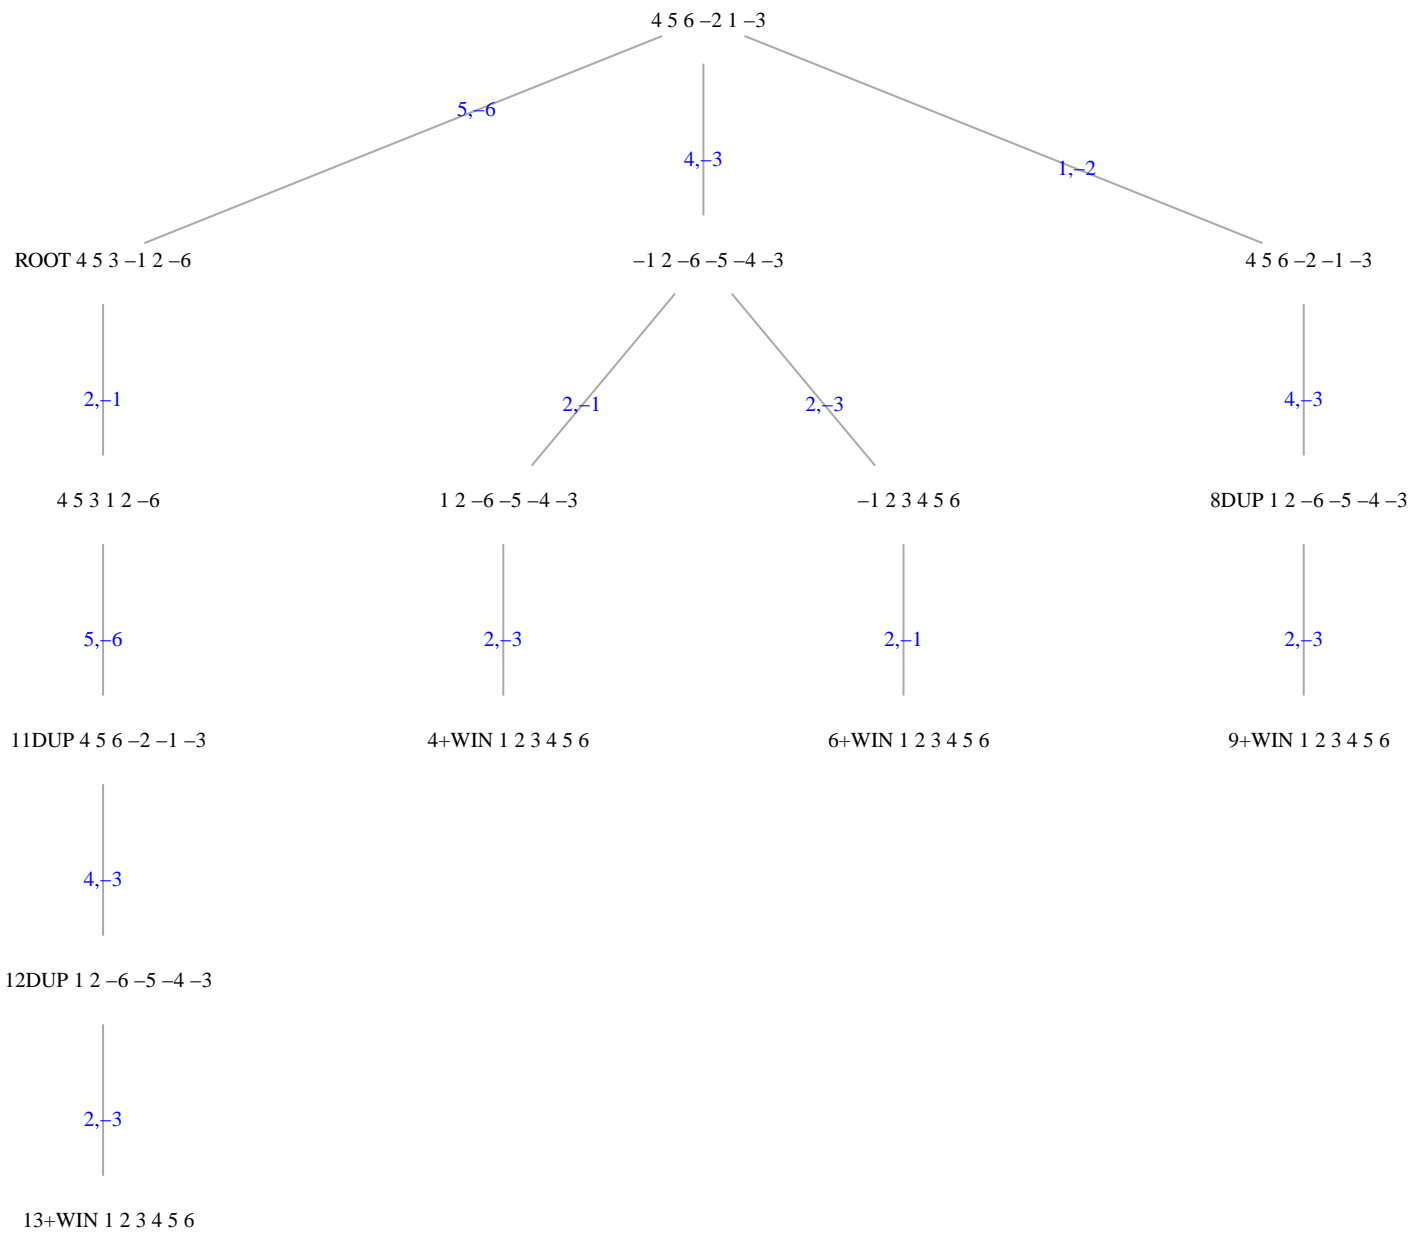 4 5 6 –2 1 –3
5,–6
4,–3
1,–2
ROOT 4 5 3 –1 2 –6
–1 2 –6 –5 –4 –3
4 5 6 –2 –1 –3
2,–1
2,–1
2,–3
4,–3
4 5 3 1 2 –6
1 2 –6 –5 –4 –3
–1 2 3 4 5 6
8DUP 1 2 –6 –5 –4 –3
5,–6
2,–3
2,–1
2,–3
11DUP 4 5 6 –2 –1 –3
4+WIN 1 2 3 4 5 6
6+WIN 1 2 3 4 5 6
9+WIN 1 2 3 4 5 6
4,–3
12DUP 1 2 –6 –5 –4 –3
2,–3
13+WIN 1 2 3 4 5 6